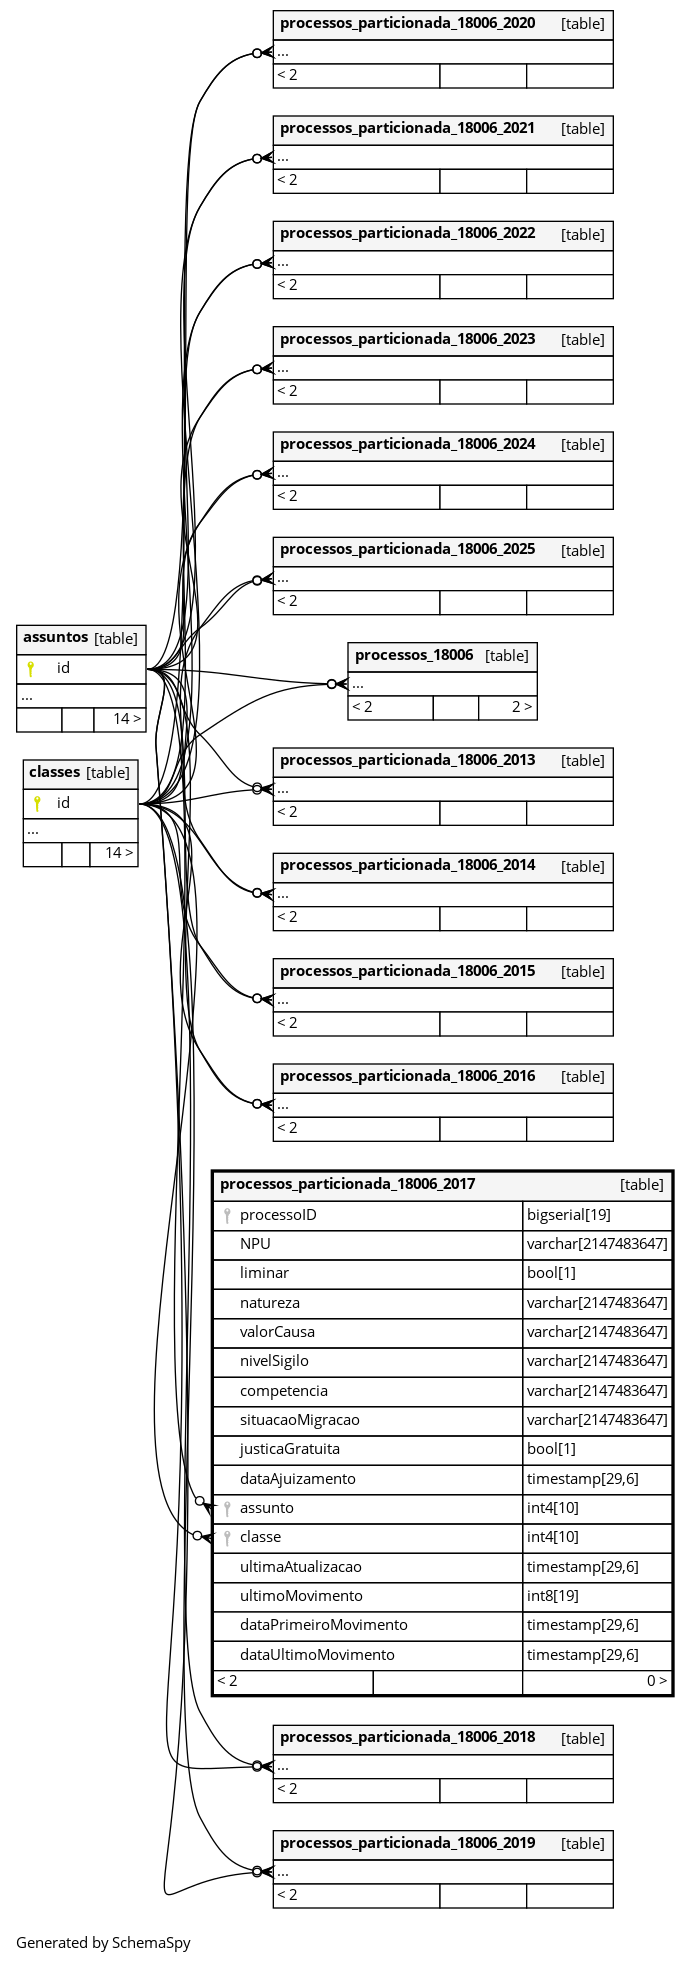 processos_particionada_18006_2020 [table]
...
< 2
processos_particionada_18006_2021 [table]
...
< 2
processos_particionada_18006_2022 [table]
...
< 2
processos_particionada_18006_2023 [table]
...
< 2
processos_particionada_18006_2024 [table]
...
< 2
processos_particionada_18006_2025 [table]
...
< 2
assuntos [table]
id
...
14 >
processos_18006 [table]
...
< 2 2 >
classes [table]
id
...
14 >
processos_particionada_18006_2013 [table]
...
< 2
processos_particionada_18006_2014 [table]
...
< 2
processos_particionada_18006_2015 [table]
...
< 2
processos_particionada_18006_2016 [table]
...
< 2
processos_particionada_18006_2017 [table]
processoID bigserial[19]
NPU varchar[2147483647]
liminar bool[1]
natureza varchar[2147483647]
valorCausa varchar[2147483647]
nivelSigilo varchar[2147483647]
competencia varchar[2147483647]
situacaoMigracao varchar[2147483647]
justicaGratuita bool[1]
dataAjuizamento timestamp[29,6]
assunto int4[10]
classe int4[10]
ultimaAtualizacao timestamp[29,6]
ultimoMovimento int8[19]
dataPrimeiroMovimento timestamp[29,6]
dataUltimoMovimento timestamp[29,6]
< 2 0 >
processos_particionada_18006_2018 [table]
...
< 2
processos_particionada_18006_2019 [table]
...
< 2
Generated by SchemaSpy